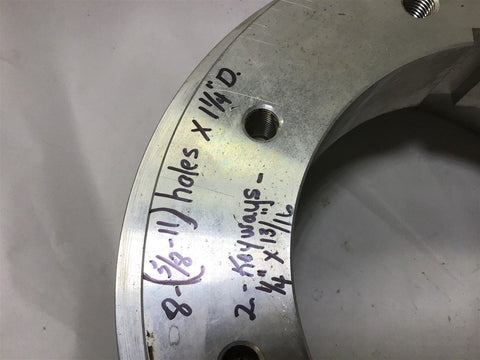 8-(5/8-11) holes x 1 1/4" D.
2-Keyways-
1/4" x 13/16"